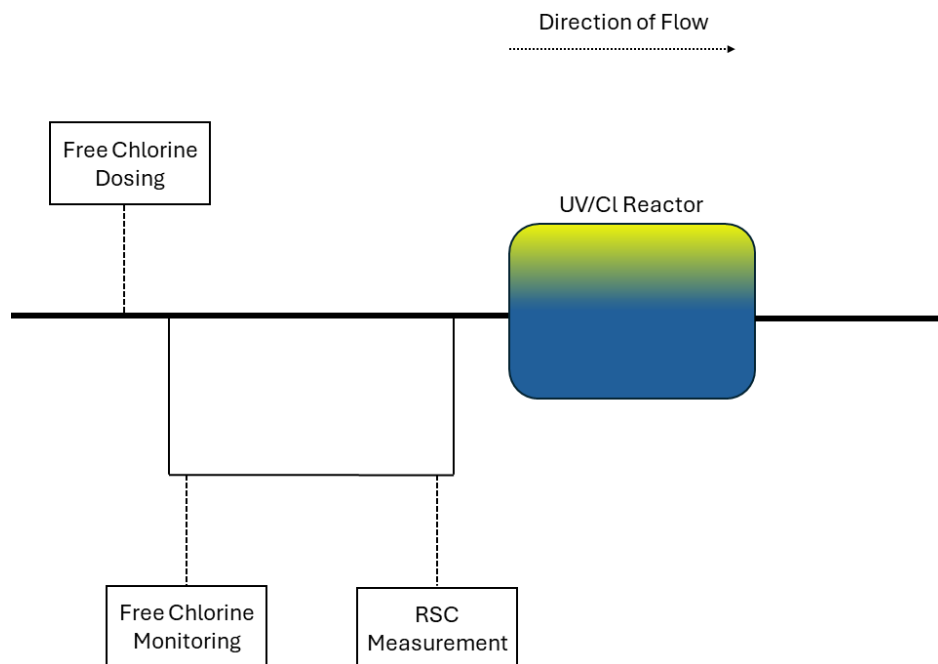 Direction of Flow
Free Chlorine
Dosing
UV/Cl Reactor
Free Chlorine
Monitoring
RSC
Measurement